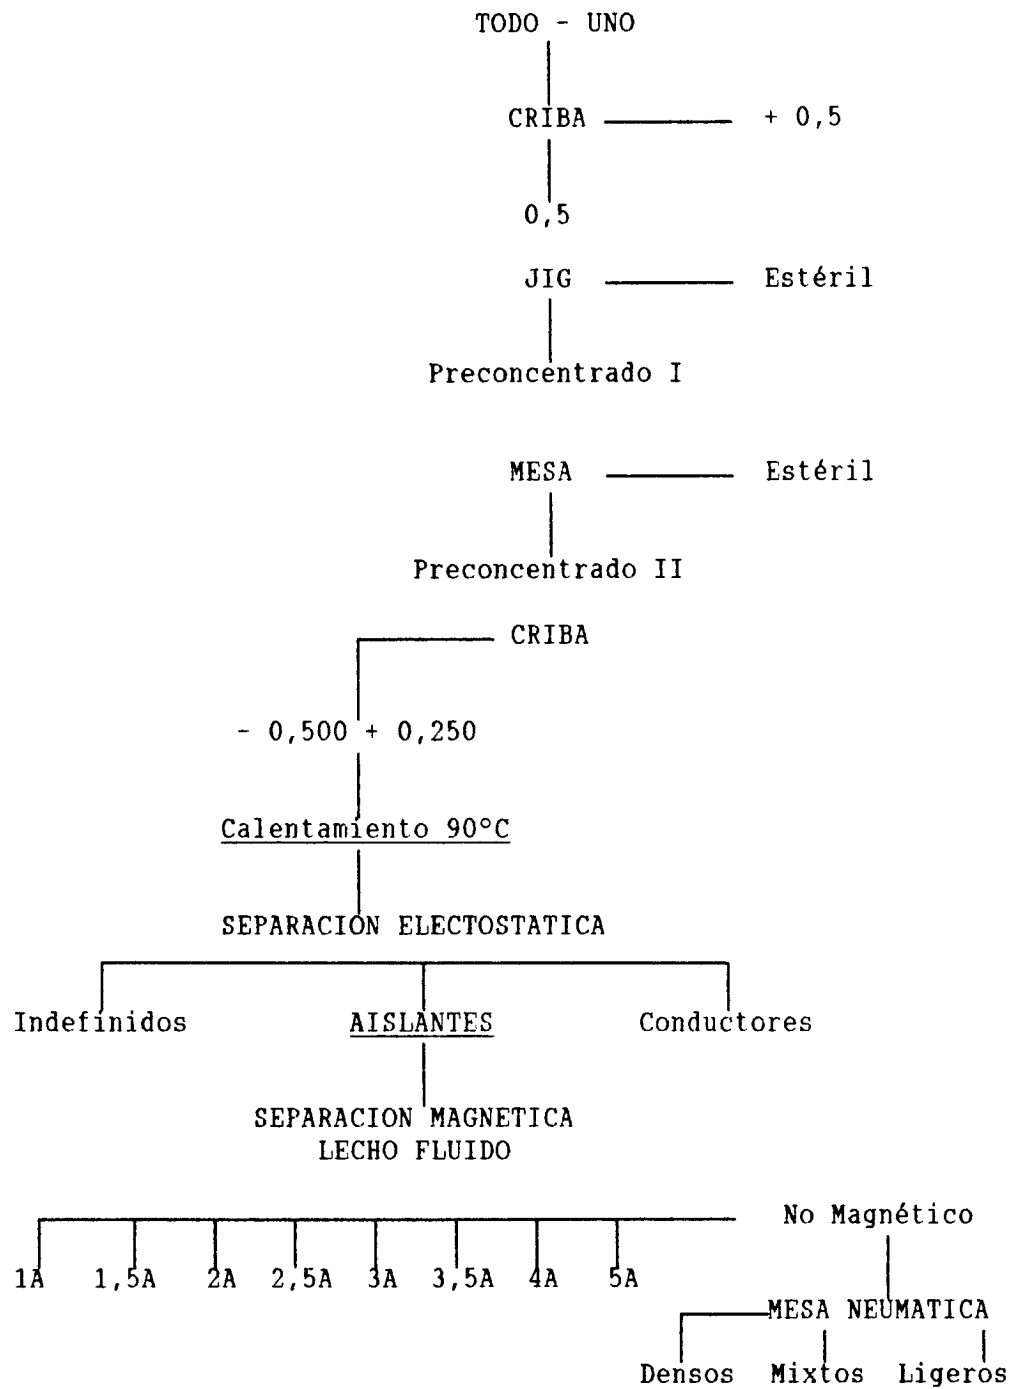 TODO - UNO
CRIBA + 0,5
0,5
JIG Estéril
Preconcentrado I
MESA Estéril
Preconcentrado II
CRIBA
- 0,500 + 0,250
Calentamiento 90°C
SEPARACION ELECTOSTATICA
Indefinidos AISLANTES Conductores
SEPARACION MAGNETICA
LECHO FLUIDO
No Magnético
1A 1,5A 2A 2,5A 3A 3,5A 4A 5A
MESA NEUMATICA
Densos Mixtos Ligeros